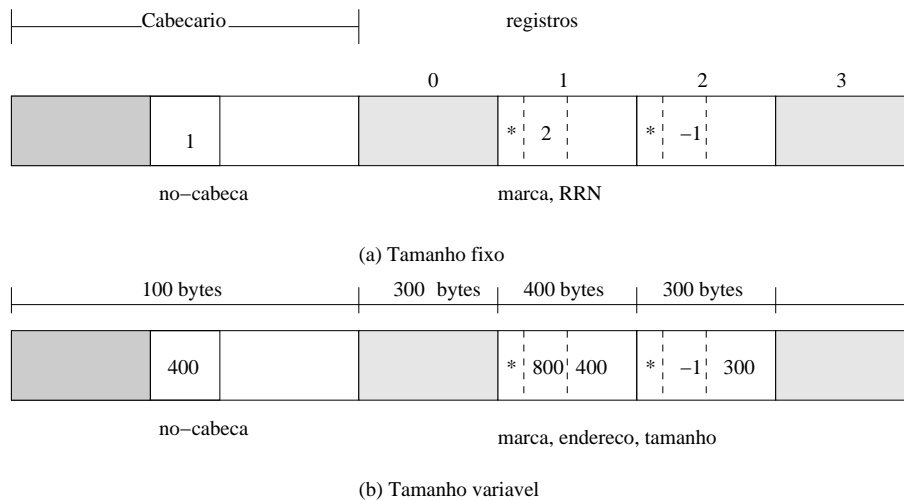 Cabecario registros
0 1 2 3
1 * 2 * −1
no−cabeca marca, RRN
(a) Tamanho fixo
100 bytes 300 bytes 400 bytes 300 bytes
400 * 800 400 * −1 300
no−cabeca marca, endereco, tamanho
(b) Tamanho variavel